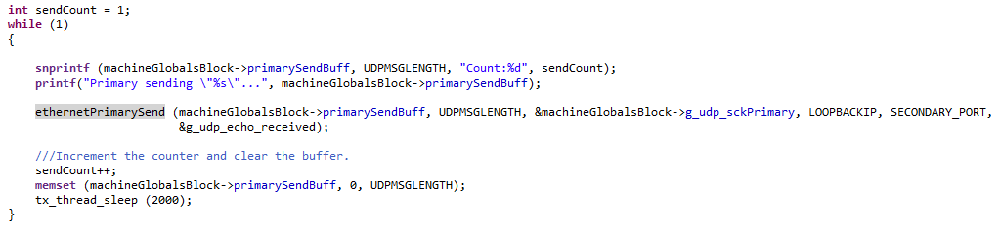 int sendCount = 1;
while (1)
{
snprintf (machineGlobalsBlock->primarySendBuff, UDPMSGLENGTH, "Count:%d", sendCount);
printf("Primary sending \"%s\"...", machineGlobalsBlock->primarySendBuff);
ethernetPrimarySend (machineGlobalsBlock->primarySendBuff, UDPMSGLENGTH, &machineGlobalsBlock->g_udp_sckPrimary, LOOPBACKIP, SECONDARY_PORT,
&g_udp_echo_received);
///Increment the counter and clear the buffer.
sendCount++;
memset (machineGlobalsBlock->primarySendBuff, 0, UDPMSGLENGTH);
tx_thread_sleep (2000);
}